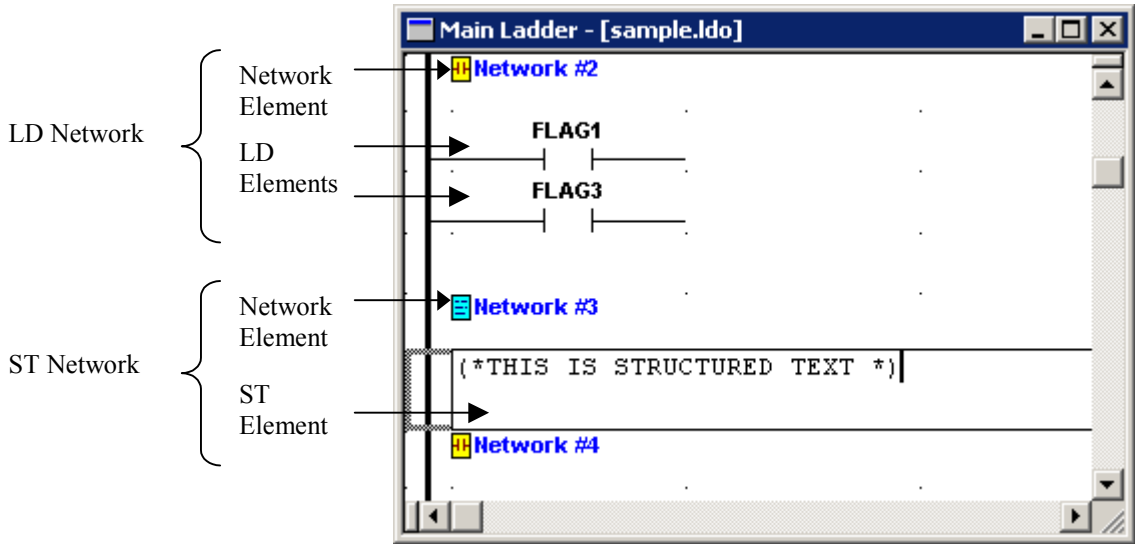 Main Ladder - [sample.ldo]
Network #2
Network
Element
LD Network
FLAG1
LD
Elements
FLAG3
Network #3
Network
Element
ST Network
(*THIS IS STRUCTURED TEXT *)
ST
Element
Network #4